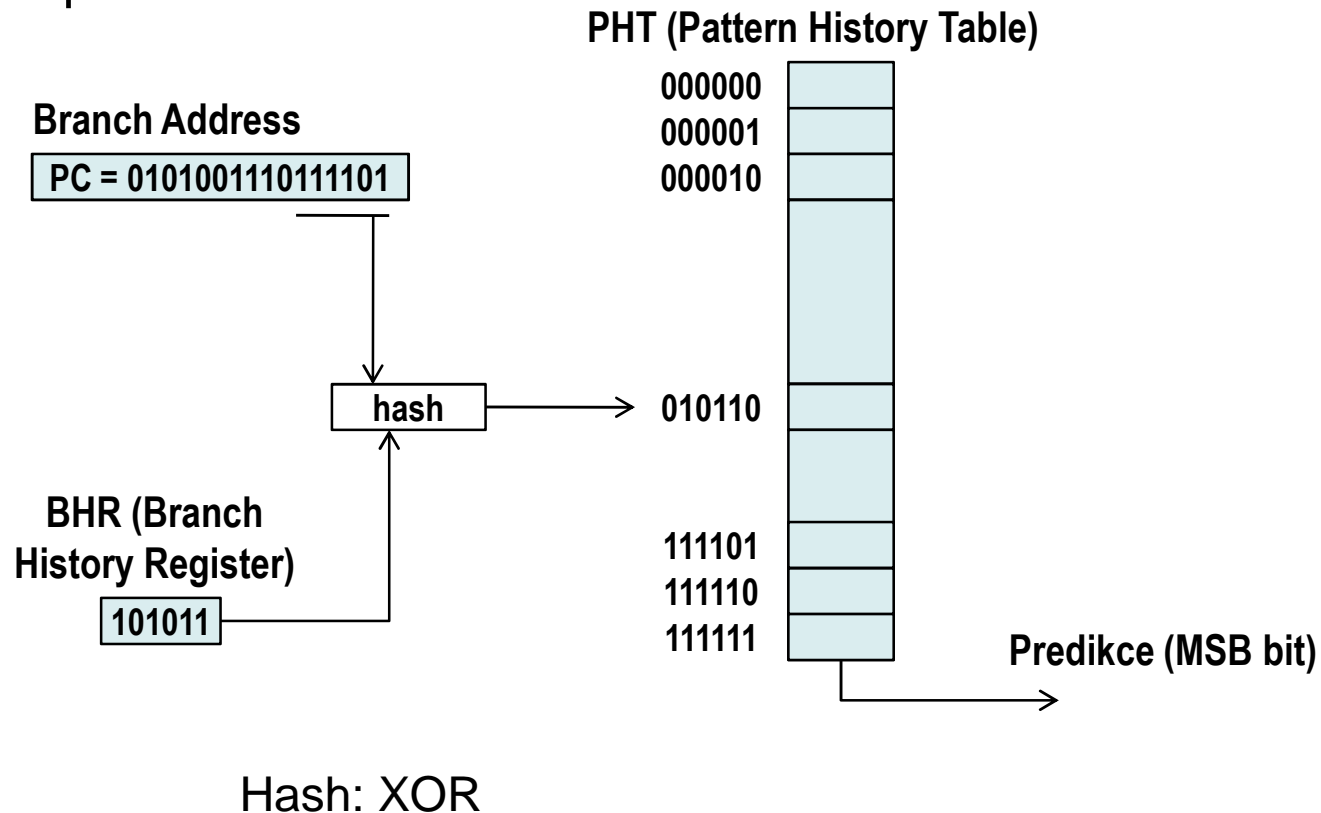 PHT (Pattern History Table)
000000
000001
000010
Branch Address
PC = 0101001110111101
hash
010110
BHR (Branch
History Register)
101011
111101
111110
111111
Predikce (MSB bit)
Hash: XOR